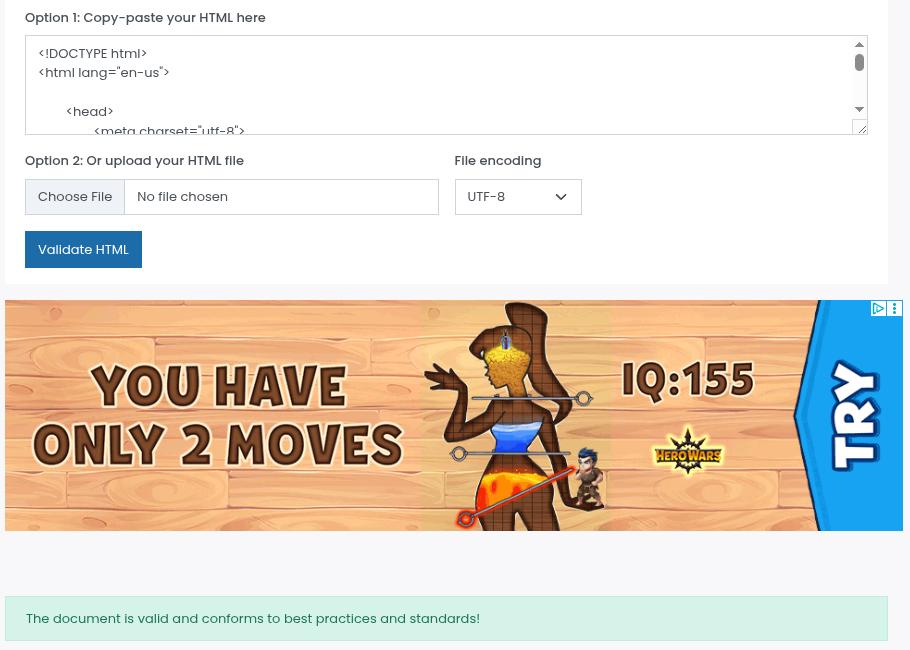 Option 1: Copy-paste your HTML here
<!DOCTYPE html>
<html lang="en-us">
<head>
<meta charset="utf-8">
Option 2: Or upload your HTML file
File encoding
Choose File No file chosen
UTF-8
Validate HTML
YOU HAVE
ONLY 2 MOVES
IQ:155
HERO WARS
TRY
The document is valid and conforms to best practices and standards!